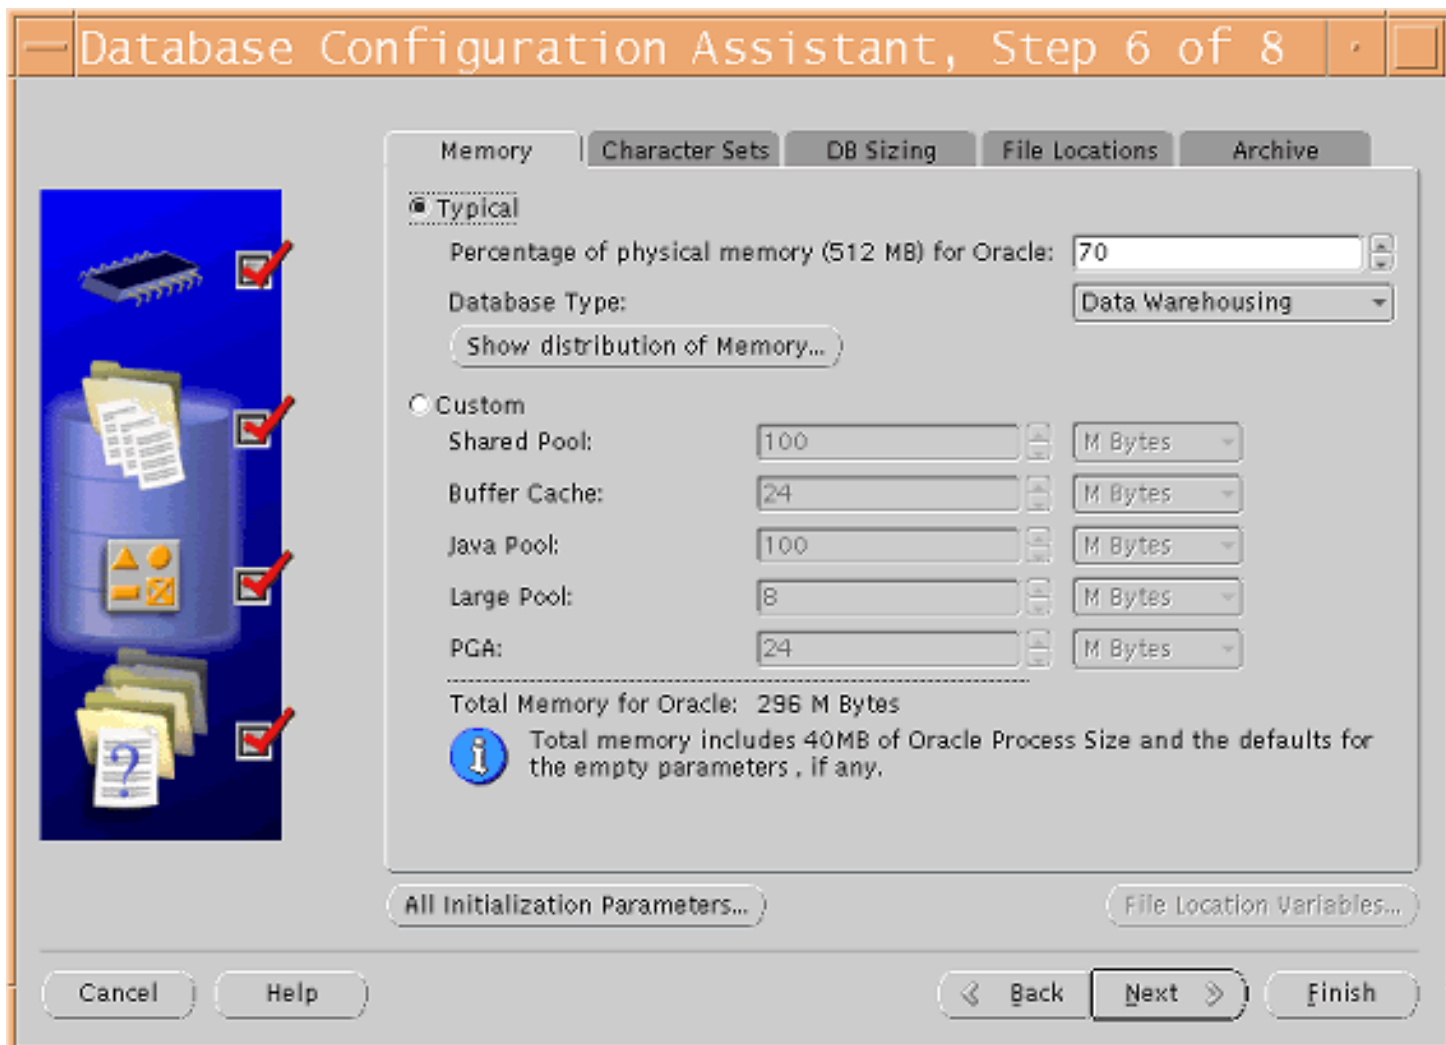 Database Configuration Assistant, Step 6 of 8
Memory Character Sets DB Sizing File Locations Archive
Typical
Percentage of physical memory (512 MB) for Oracle: 70
Database Type: Data Warehousing
Show distribution of Memory...
Custom
Shared Pool: 100 M Bytes
Buffer Cache: 24 M Bytes
Java Pool: 100 M Bytes
Large Pool: 8 M Bytes
PGA: 24 M Bytes
Total Memory for Oracle: 296 M Bytes
Total memory includes 40MB of Oracle Process Size and the defaults for
the empty parameters , if any.
?
All Initialization Parameters... File Location Variables...
Cancel Help Back Next Finish